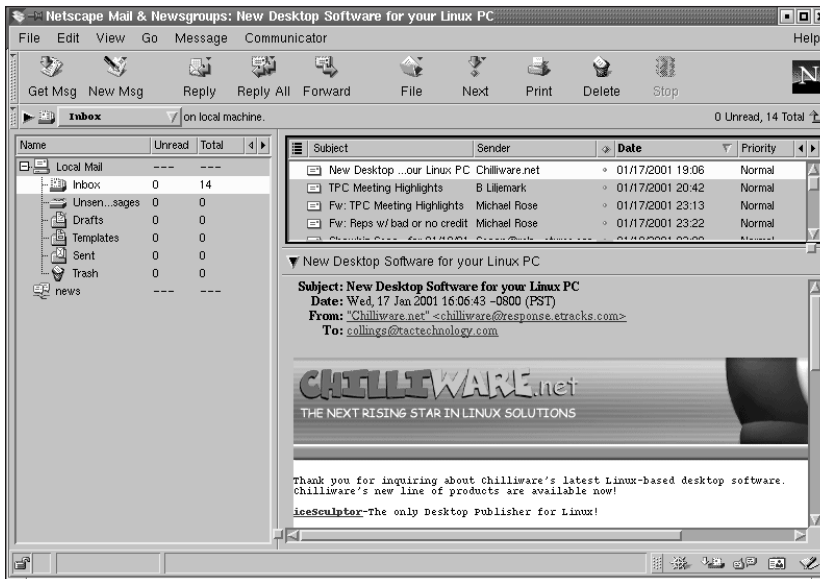 Netscape Mail & Newsgroups: New Desktop Software for your Linux PC
File Edit View Go Message Communicator Help
Get Msg New Msg Reply Reply All Forward File Next Print Delete Stop N
Inbox on local machine. 0 Unread, 14 Total
Name Unread Total
Local Mail --- ---
Inbox 0 14
Unsen...sages 0 0
Drafts 0 0
Templates 0 0
Sent 0 0
Trash 0 0
news --- ---
Subject Sender Date Priority
New Desktop ...our Linux PC Chilliware.net 01/17/2001 19:06 Normal
TPC Meeting Highlights B Liljemark 01/17/2001 20:42 Normal
Fw: TPC Meeting Highlights Michael Rose 01/17/2001 23:13 Normal
Fw: Reps w/ bad or no credit Michael Rose 01/17/2001 23:22 Normal
New Desktop Software for your Linux PC
Subject: New Desktop Software for your Linux PC
Date: Wed, 17 Jan 2001 16:06:43 -0800 (PST)
From: "Chilliware.net" <chilliware@response.etracks.com>
To: collings@tactechnology.com
CHILLIWARE.net
THE NEXT RISING STAR IN LINUX SOLUTIONS
Thank you for inquiring about Chilliware's latest Linux-based desktop software.
Chilliware's new line of products are available now!
iceSculptor-The only Desktop Publisher for Linux!